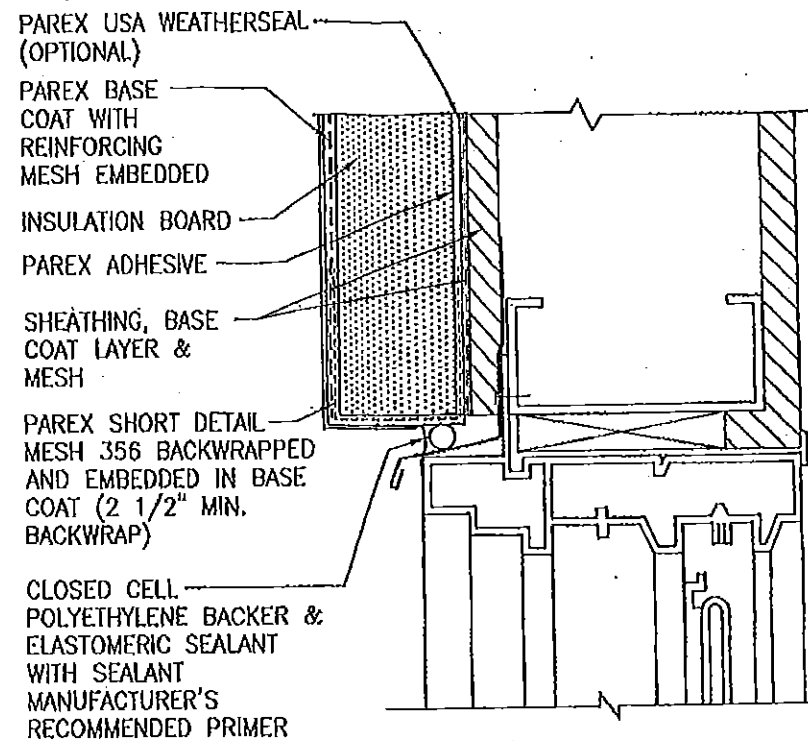 PAREX USA WEATHERSEAL
(OPTIONAL)
PAREX BASE
COAT WITH
REINFORCING
MESH EMBEDDED
INSULATION BOARD
PAREX ADHESIVE
SHEATHING, BASE
COAT LAYER &
MESH
PAREX SHORT DETAIL
MESH 356 BACKWRAPPED
AND EMBEDDED IN BASE
COAT (2 1/2" MIN.
BACKWRAP)
CLOSED CELL
POLYETHYLENE BACKER &
ELASTOMERIC SEALANT
WITH SEALANT
MANUFACTURER'S
RECOMMENDED PRIMER